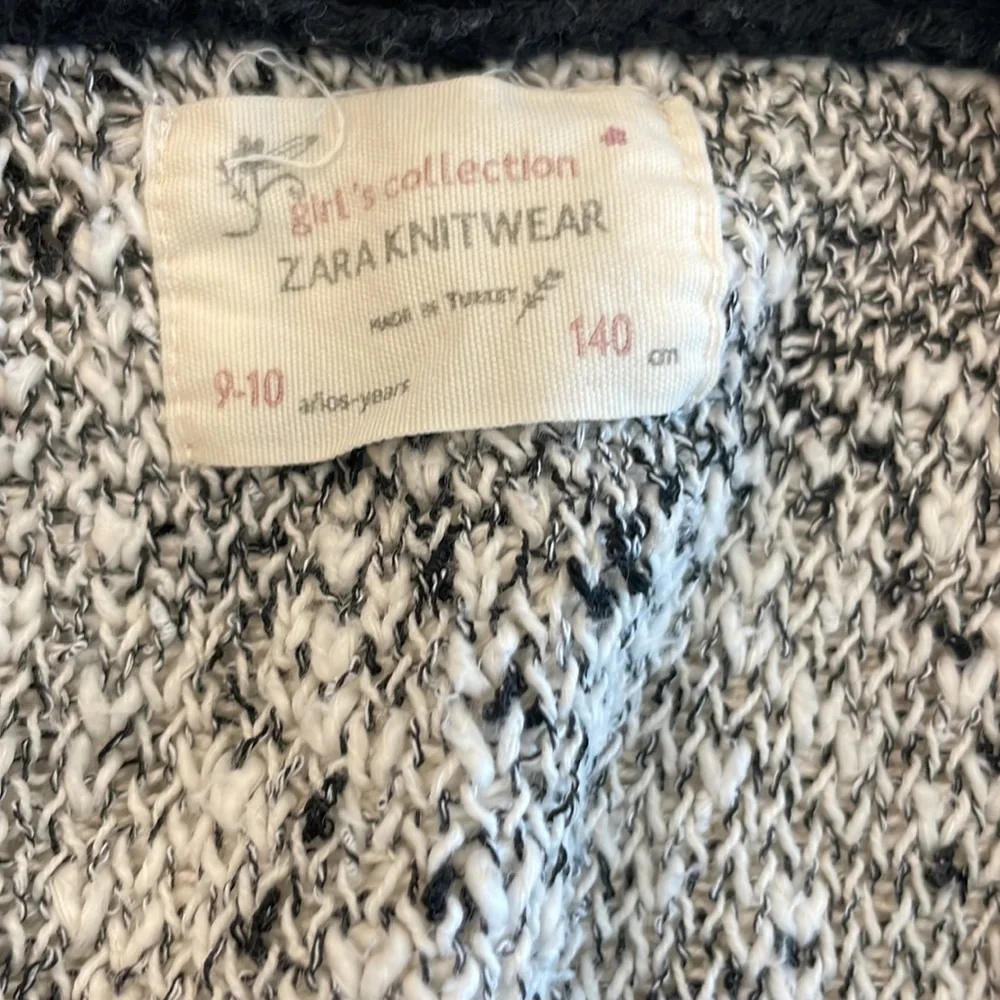 girl's collection
ZARA KNITWEAR
MADE IN TURKEY
140 cm
9-10 años-years